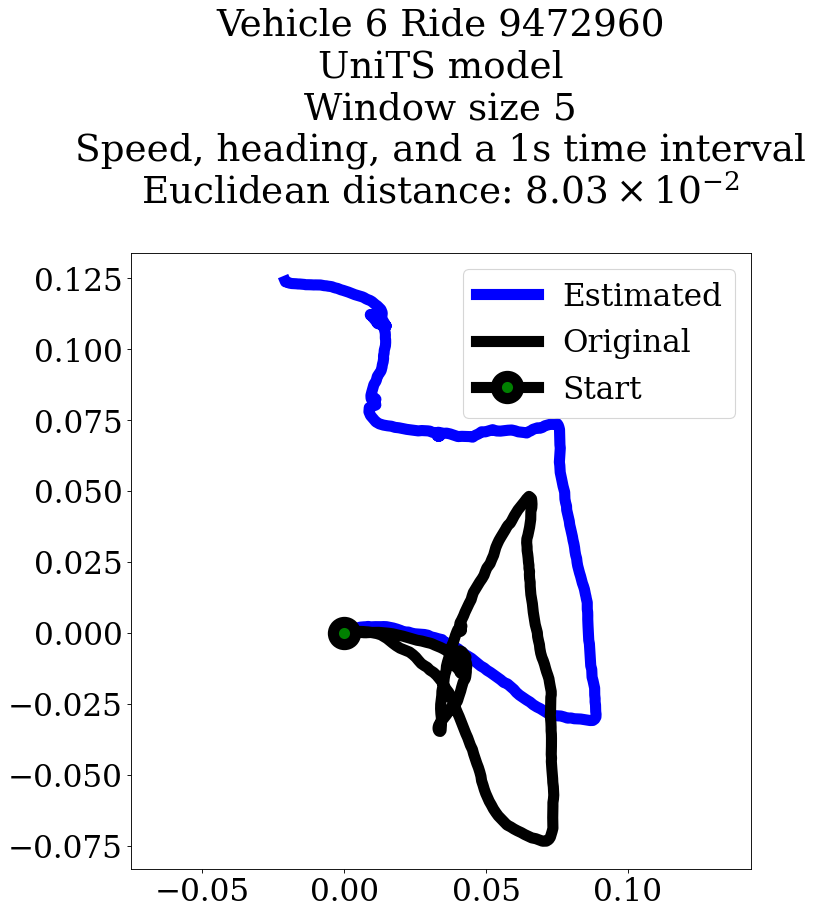 Vehicle 6 Ride 9472960
UniTS model
Window size 5
Speed, heading, and a 1s time interval
Euclidean distance: 8.03 × 10⁻²
Estimated
Original
Start
0.125
0.100
0.075
0.050
0.025
0.000
−0.025
−0.050
−0.075
−0.05 0.00 0.05 0.10